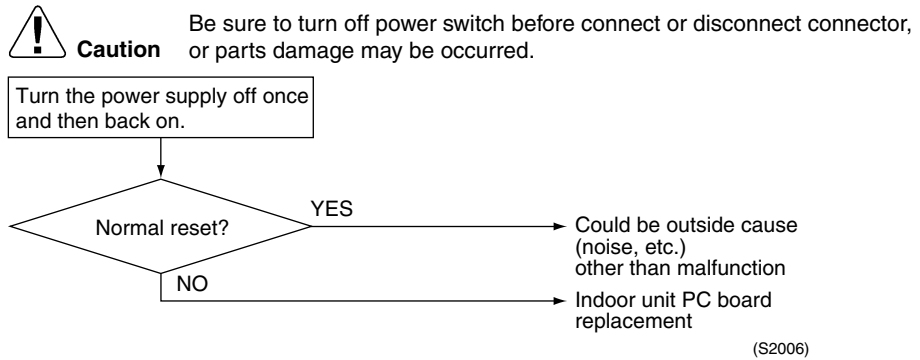 Be sure to turn off power switch before connect or disconnect connector,
Caution or parts damage may be occurred.
Turn the power supply off once
and then back on.
Normal reset?
YES
Could be outside cause
(noise, etc.)
other than malfunction
NO
Indoor unit PC board
replacement
(S2006)